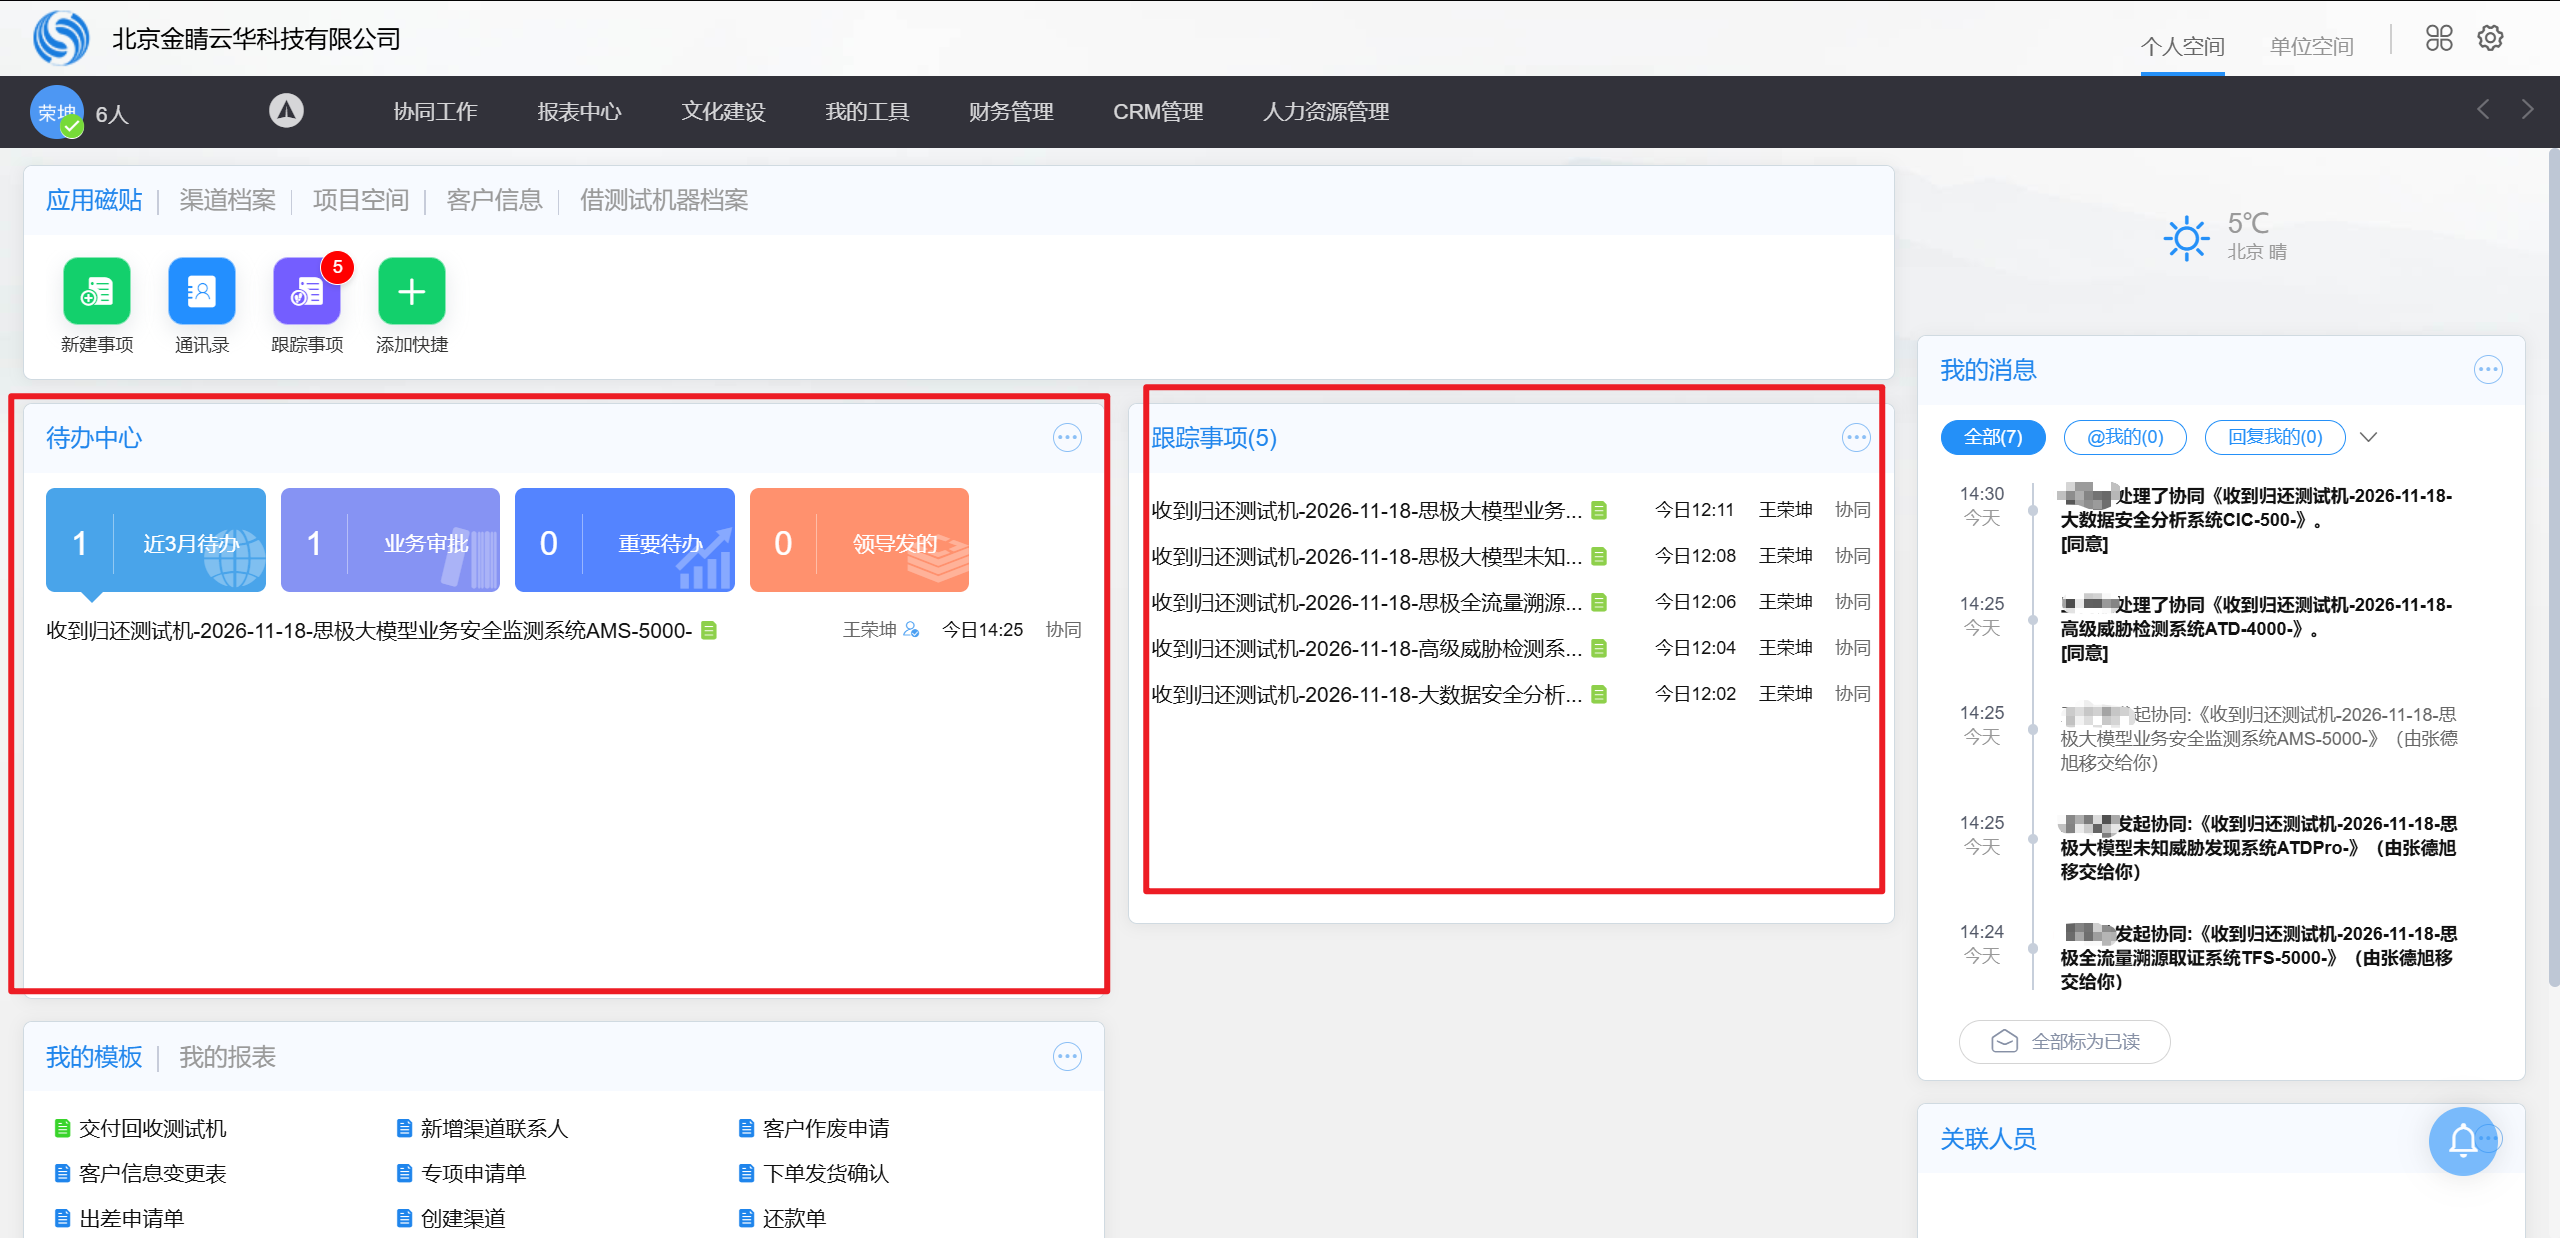 北京金睛云华科技有限公司
个人空间 单位空间
荣坤 6人 协同工作 报表中心 文化建设 我的工具 财务管理 CRM管理 人力资源管理
应用磁贴 渠道档案 项目空间 客户信息 借测试机器档案
5
新建事项 通讯录 跟踪事项 添加快捷
5℃
北京 晴
待办中心
1 近3月待办 1 业务审批 0 重要待办 0 领导发的
收到归还测试机-2026-11-18-思极大模型业务安全监测系统AMS-5000- 王荣坤 今日14:25 协同
跟踪事项(5)
收到归还测试机-2026-11-18-思极大模型业务... 今日12:11 王荣坤 协同
收到归还测试机-2026-11-18-思极大模型未知... 今日12:08 王荣坤 协同
收到归还测试机-2026-11-18-思极全流量溯源... 今日12:06 王荣坤 协同
收到归还测试机-2026-11-18-高级威胁检测系... 今日12:04 王荣坤 协同
收到归还测试机-2026-11-18-大数据安全分析... 今日12:02 王荣坤 协同
我的消息
全部(7) @我的(0) 回复我的(0)
14:30
今天
处理了协同《收到归还测试机-2026-11-18-
大数据安全分析系统CIC-500-》。
[同意]
14:25
今天
处理了协同《收到归还测试机-2026-11-18-
高级威胁检测系统ATD-4000-》。
[同意]
14:25
今天
起协同:《收到归还测试机-2026-11-18-思
极大模型业务安全监测系统AMS-5000-》（由张德
旭移交给你）
14:25
今天
发起协同:《收到归还测试机-2026-11-18-思
极大模型未知威胁发现系统ATDPro-》（由张德旭
移交给你）
14:24
今天
发起协同:《收到归还测试机-2026-11-18-思
极全流量溯源取证系统TFS-5000-》（由张德旭移
交给你）
全部标为已读
我的模板 我的报表
交付回收测试机 新增渠道联系人 客户作废申请
客户信息变更表 专项申请单 下单发货确认
出差申请单 创建渠道 还款单
关联人员